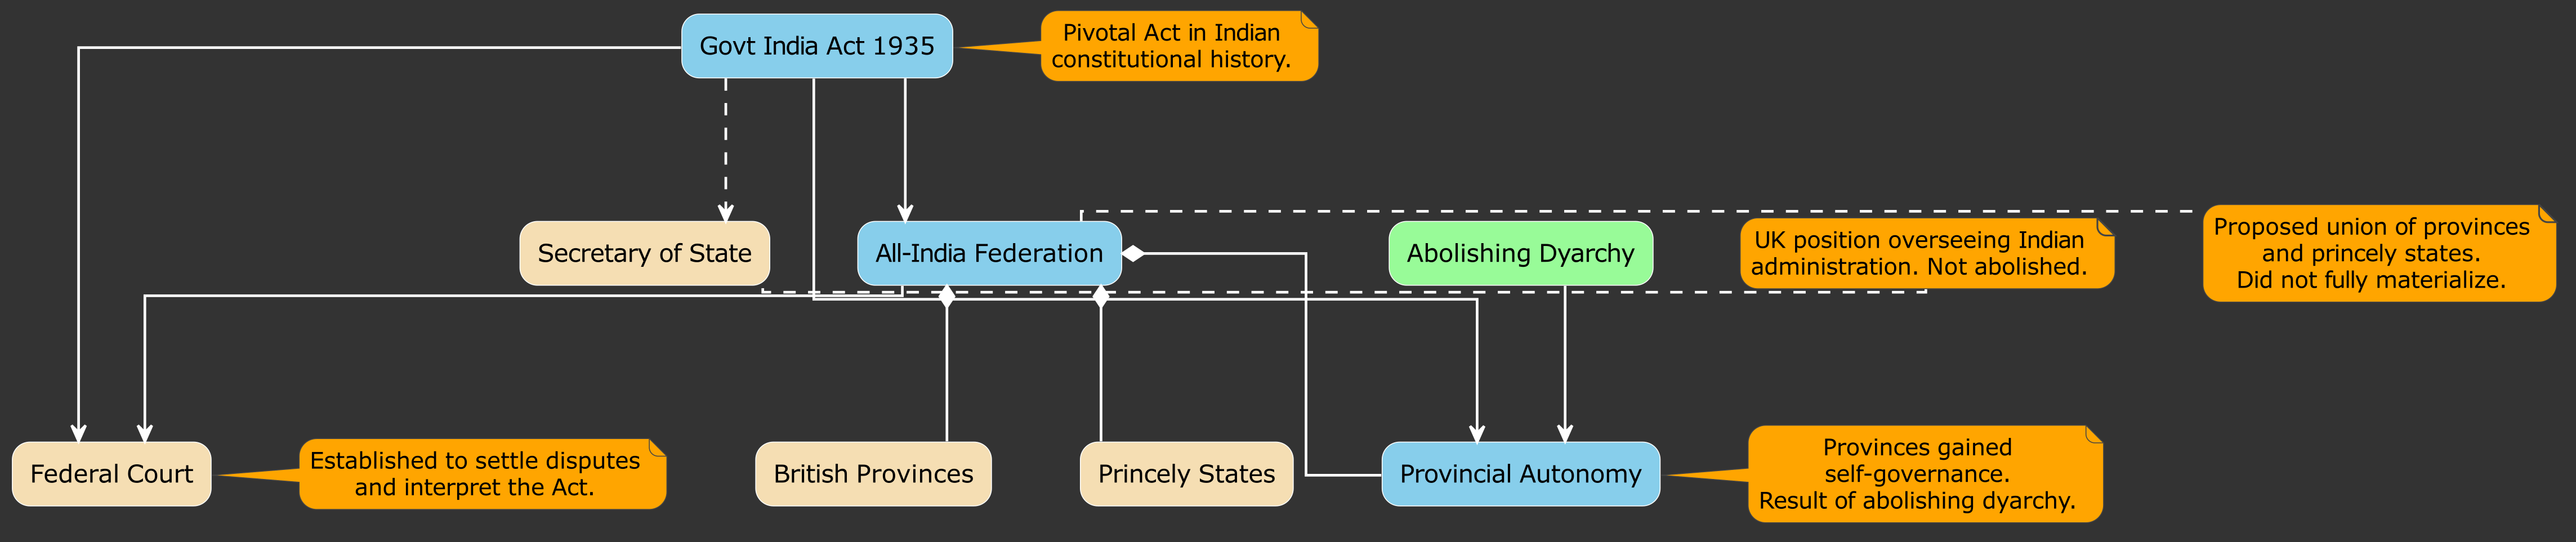 Govt India Act 1935
Pivotal Act in Indian
constitutional history.
Secretary of State
All-India Federation
Abolishing Dyarchy
UK position overseeing Indian
administration. Not abolished.
Proposed union of provinces
and princely states.
Did not fully materialize.
Federal Court
Established to settle disputes
and interpret the Act.
British Provinces
Princely States
Provincial Autonomy
Provinces gained
self-governance.
Result of abolishing dyarchy.